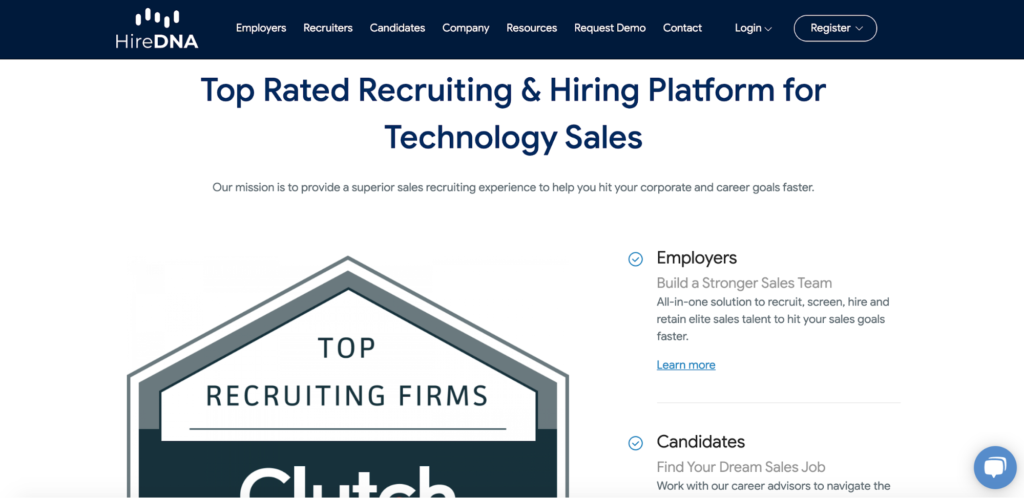 HireDNA
Employers Recruiters Candidates Company Resources Request Demo Contact Login Register
Top Rated Recruiting & Hiring Platform for
Technology Sales
Our mission is to provide a superior sales recruiting experience to help you hit your corporate and career goals faster.
TOP
RECRUITING FIRMS
Clutch
Employers
Build a Stronger Sales Team
All-in-one solution to recruit, screen, hire and
retain elite sales talent to hit your sales goals
faster.
Learn more
Candidates
Find Your Dream Sales Job
Work with our career advisors to navigate the